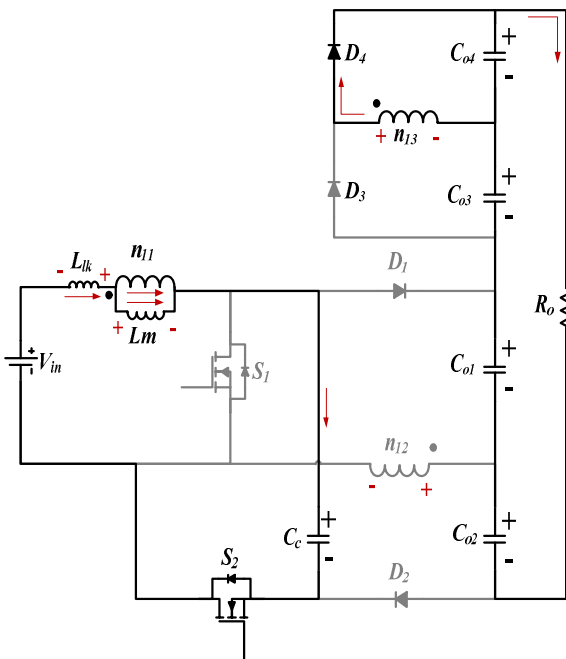 D4
Co4
+
-
n13
+
-
D3
Co3
+
-
Llk
-
+
n11
+
Lm
-
D1
Ro
Vin
+
-
S1
Co1
+
-
n12
-
+
Cc
+
-
Co2
+
-
S2
D2